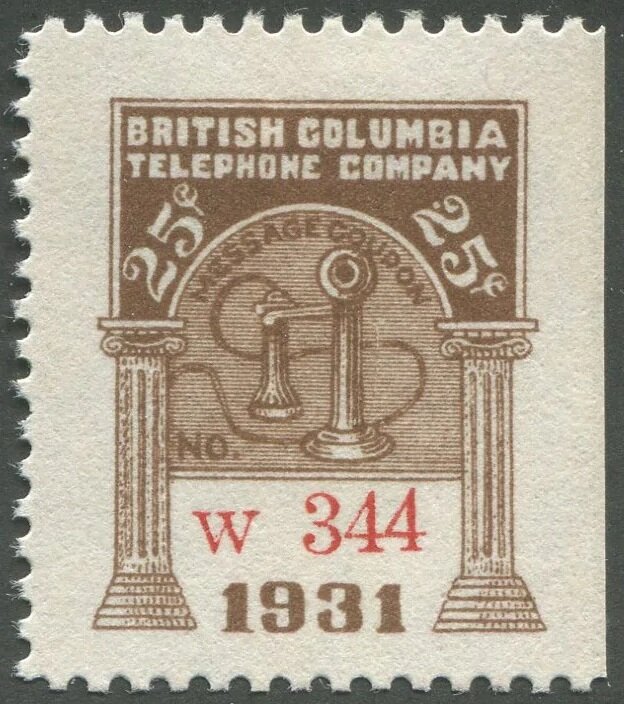 BRITISH COLUMBIA
TELEPHONE COMPANY
25¢ 25¢
MESSAGE COUPON
NO.
W 344
1931